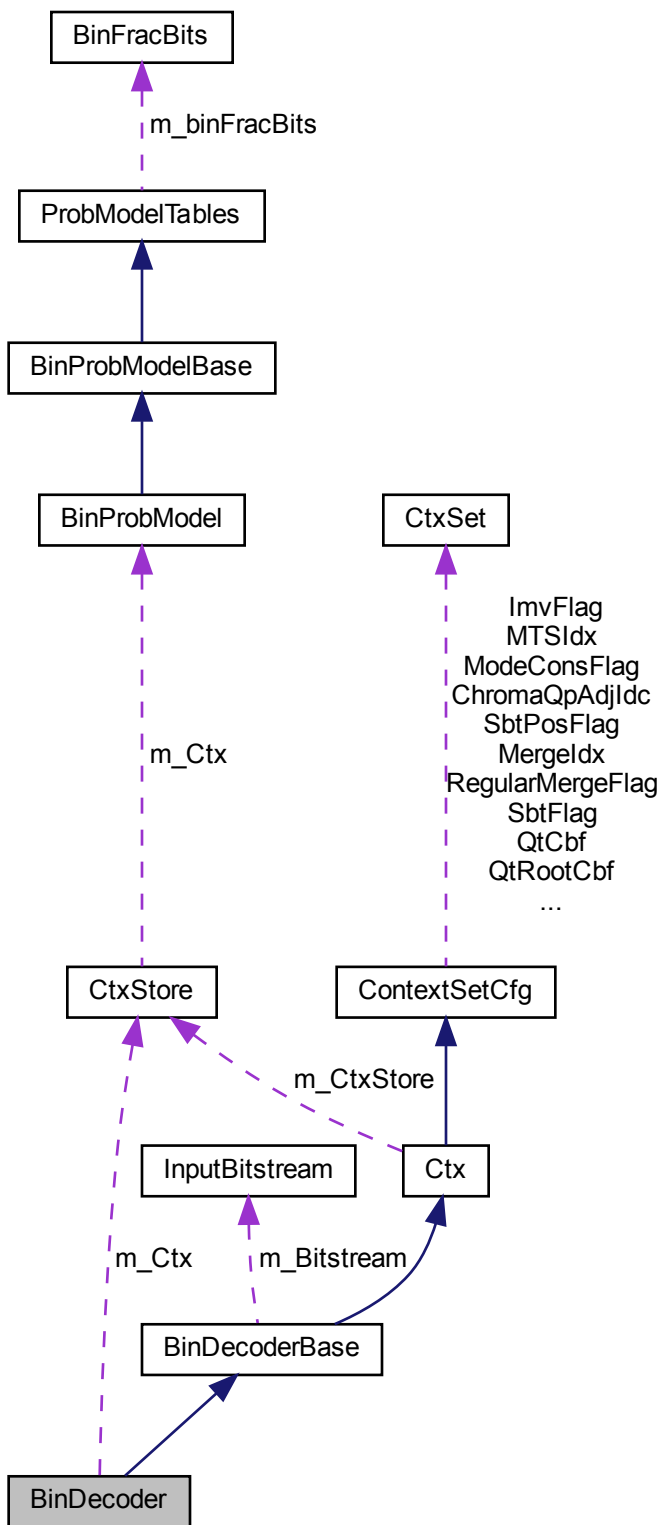 BinFracBits
m_binFracBits
ProbModelTables
BinProbModelBase
BinProbModel
CtxSet
ImvFlag
MTSIdx
ModeConsFlag
ChromaQpAdjIdc
SbtPosFlag
MergeIdx
RegularMergeFlag
SbtFlag
QtCbf
QtRootCbf
...
m_Ctx
CtxStore
ContextSetCfg
m_CtxStore
InputBitstream
Ctx
m_Ctx
m_Bitstream
BinDecoderBase
BinDecoder